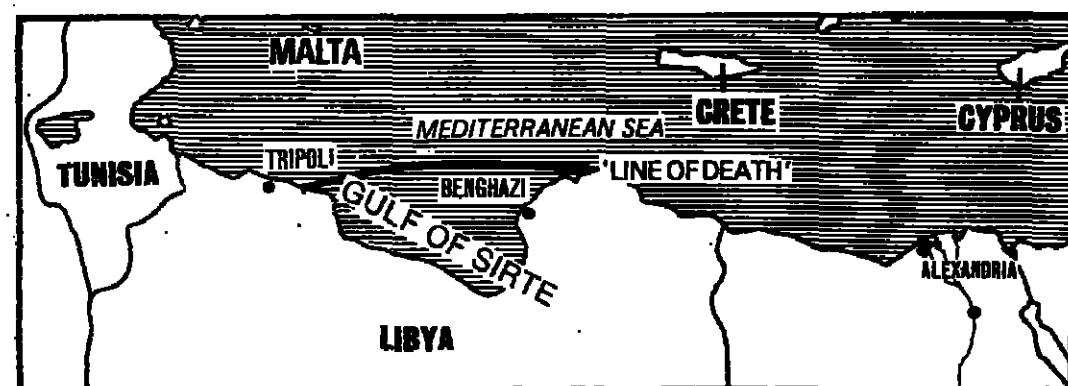 MALTA
CRETE
CYPRUS
MEDITERRANEAN SEA
TUNISIA
TRIPOLI
BENGHAZI
'LINE OF DEATH'
GULF OF SIRTE
ALEXANDRIA
LIBYA